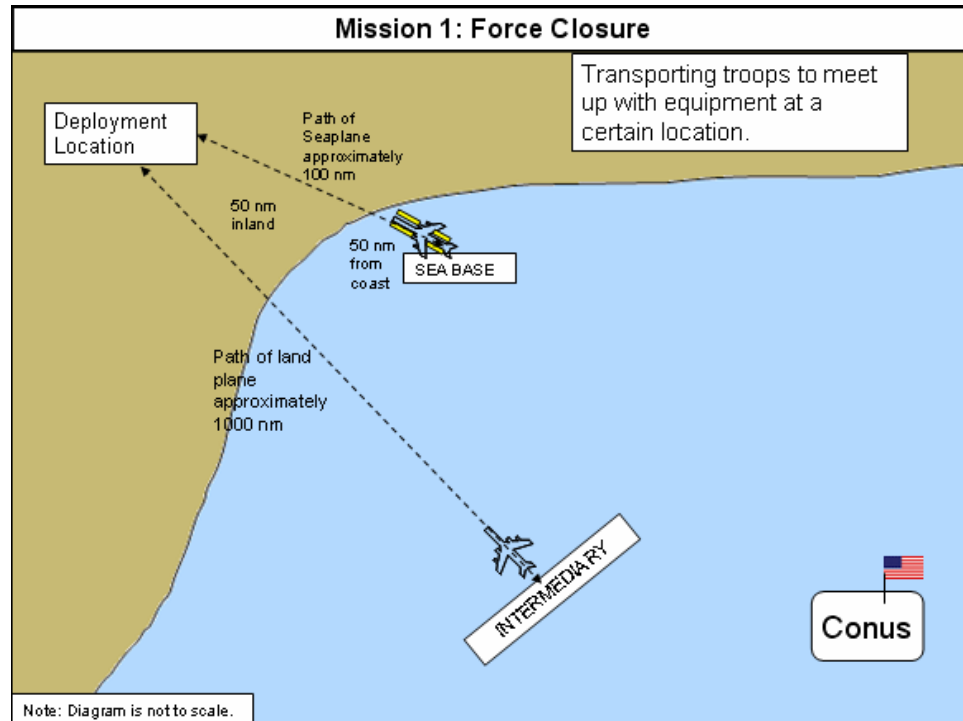 Mission 1: Force Closure
Transporting troops to meet
up with equipment at a
certain location.
Deployment
Location
Path of
Seaplane
approximately
100 nm
50 nm
inland
50 nm
from
coast
SEA BASE
Path of land
plane
approximately
1000 nm
INTERMEDIARY
Conus
Note: Diagram is not to scale.